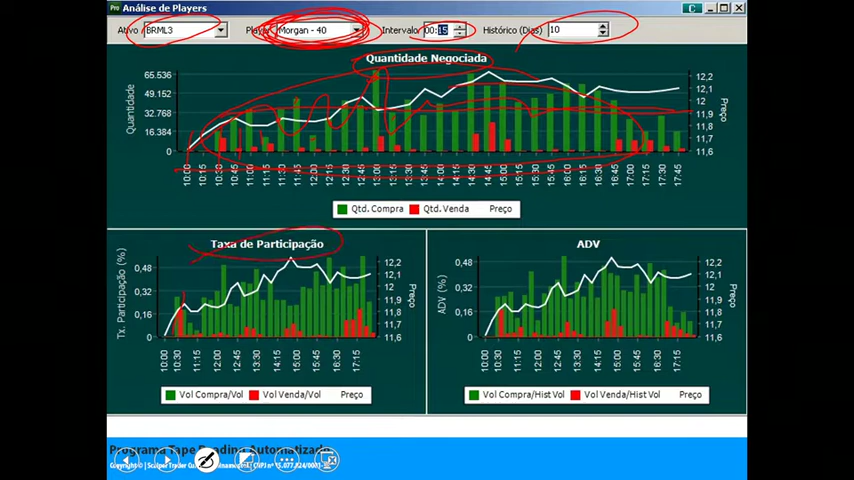 Pro Análise de Players
Ativo BRML3 Player Morgan - 40 Intervalo 00:15 Histórico (Dias) 10
Quantidade Negociada
Quantidade
65.536
49.152
32.768
16.384
0
12,2
12,1
12
11,9
11,8
11,7
11,6
Preço
10:00 10:15 10:30 10:45 11:00 11:15 11:30 11:45 12:00 12:15 12:30 12:45 13:00 13:15 13:30 13:45 14:00 14:15 14:30 14:45 15:00 15:15 15:30 15:45 16:00 16:15 16:30 16:45 17:00 17:15 17:30 17:45
Qtd. Compra Qtd. Venda Preço
Taxa de Participação
Tx. Participação (%)
0,48
0,32
0,16
0
12,2
12,1
12
11,9
11,8
11,7
11,6
Preço
10:00 10:30 11:15 12:00 12:45 13:30 14:15 15:00 15:45 16:30 17:15
Vol Compra/Vol Vol Venda/Vol Preço
ADV
ADV (%)
0,48
0,32
0,16
0
12,2
12,1
12
11,9
11,8
11,7
11,6
Preço
10:00 10:30 11:15 12:00 12:45 13:30 14:15 15:00 15:45 16:30 17:15
Vol Compra/Hist Vol Vol Venda/Hist Vol Preço
Programa Tape Reading Automatizado
Copyright © Scalper Trader